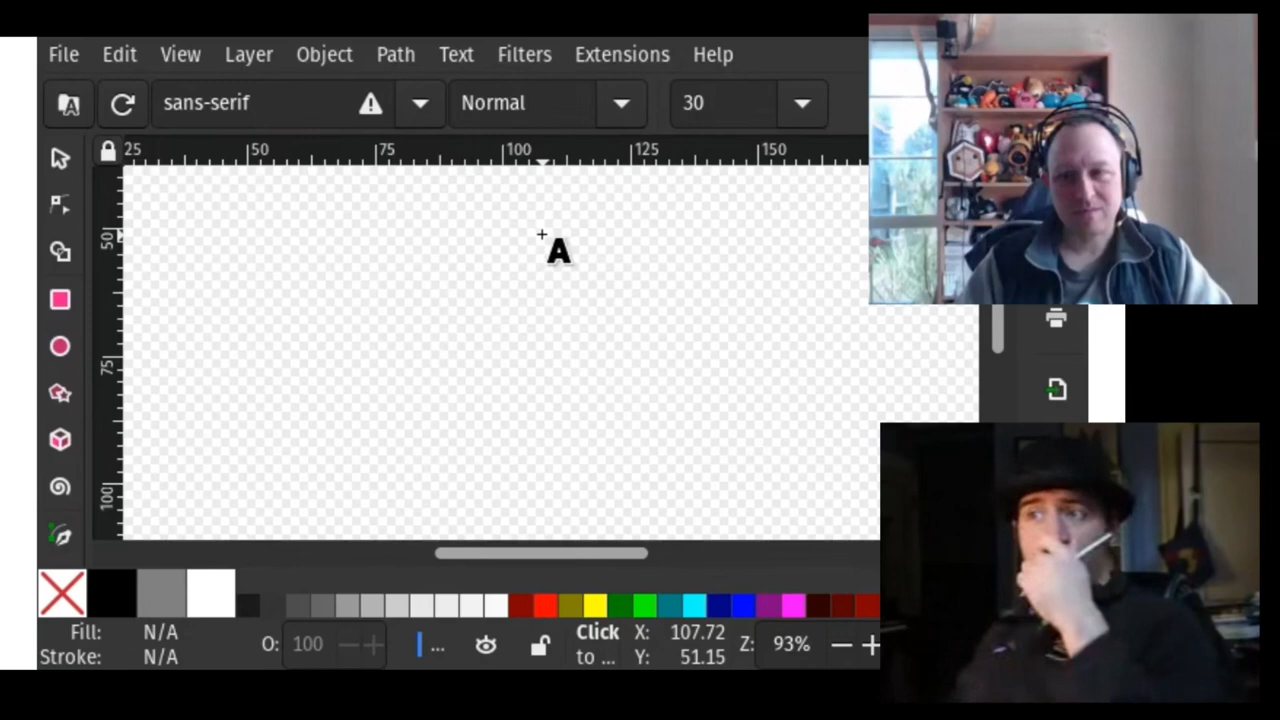 File Edit View Layer Object Path Text Filters Extensions Help
sans-serif Normal 30
25 50 75 100 125 150
50
75
100
A
Fill: N/A O: 100 ... Click X: 107.72 Z: 93%
Stroke: N/A to ... Y: 51.15